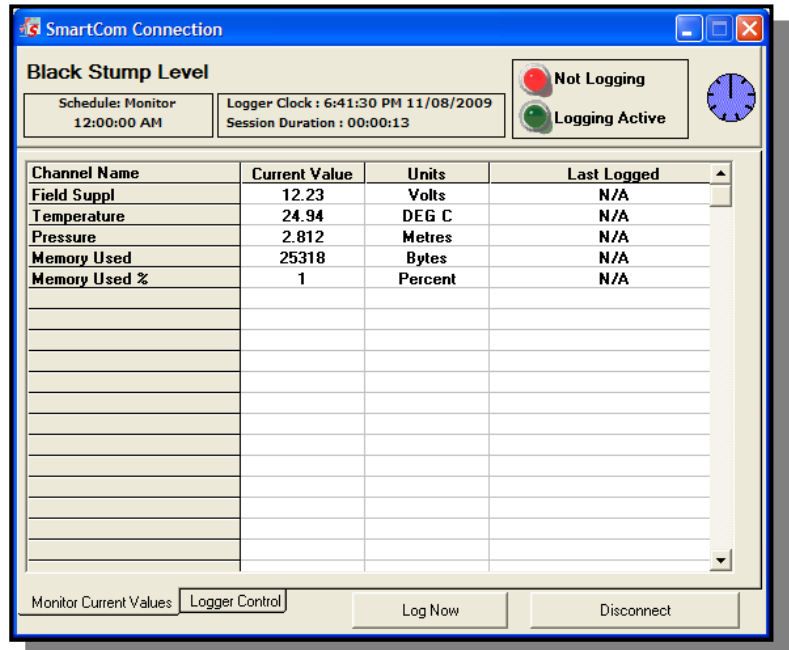 SmartCom Connection
Black Stump Level
Schedule: Monitor
12:00:00 AM
Logger Clock : 6:41:30 PM 11/08/2009
Session Duration : 00:00:13
Not Logging
Logging Active
Channel Name Current Value Units Last Logged
Field Suppl 12.23 Volts N/A
Temperature 24.94 DEG C N/A
Pressure 2.812 Metres N/A
Memory Used 25318 Bytes N/A
Memory Used % 1 Percent N/A
Monitor Current Values Logger Control Log Now Disconnect